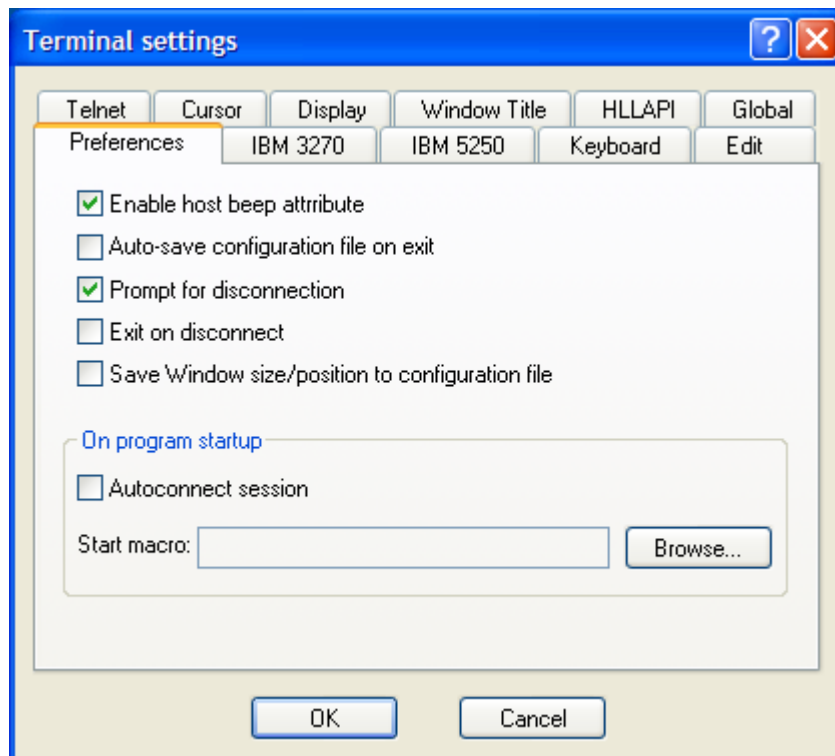 Terminal settings
?
Telnet Cursor Display Window Title HLLAPI Global
Preferences IBM 3270 IBM 5250 Keyboard Edit
Enable host beep attrribute
Auto-save configuration file on exit
Prompt for disconnection
Exit on disconnect
Save Window size/position to configuration file
On program startup
Autoconnect session
Start macro: Browse...
OK Cancel